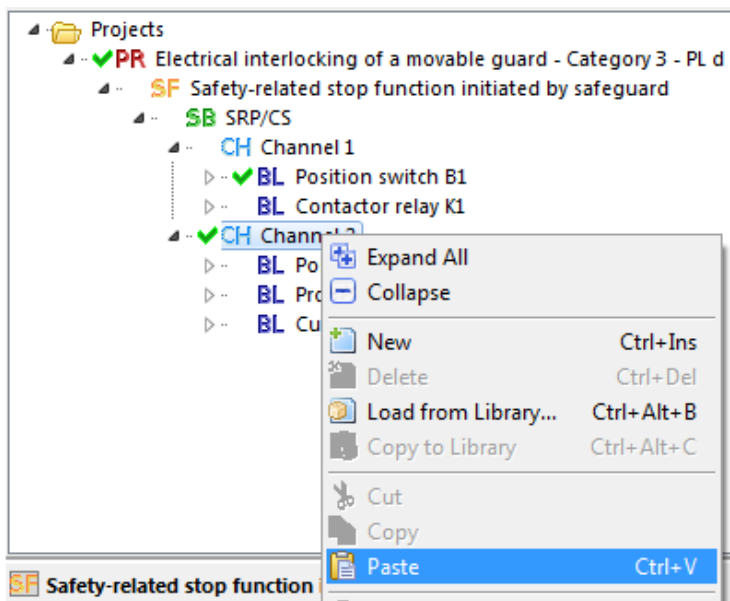 Projects
PR Electrical interlocking of a movable guard - Category 3 - PL d
SF Safety-related stop function initiated by safeguard
SB SRP/CS
CH Channel 1
BL Position switch B1
BL Contactor relay K1
CH Channel
BL Po
BL Pro
BL Cu
Expand All
Collapse
New Ctrl+Ins
Delete Ctrl+Del
Load from Library... Ctrl+Alt+B
Copy to Library Ctrl+Alt+C
Cut
Copy
Paste Ctrl+V
SF Safety-related stop function